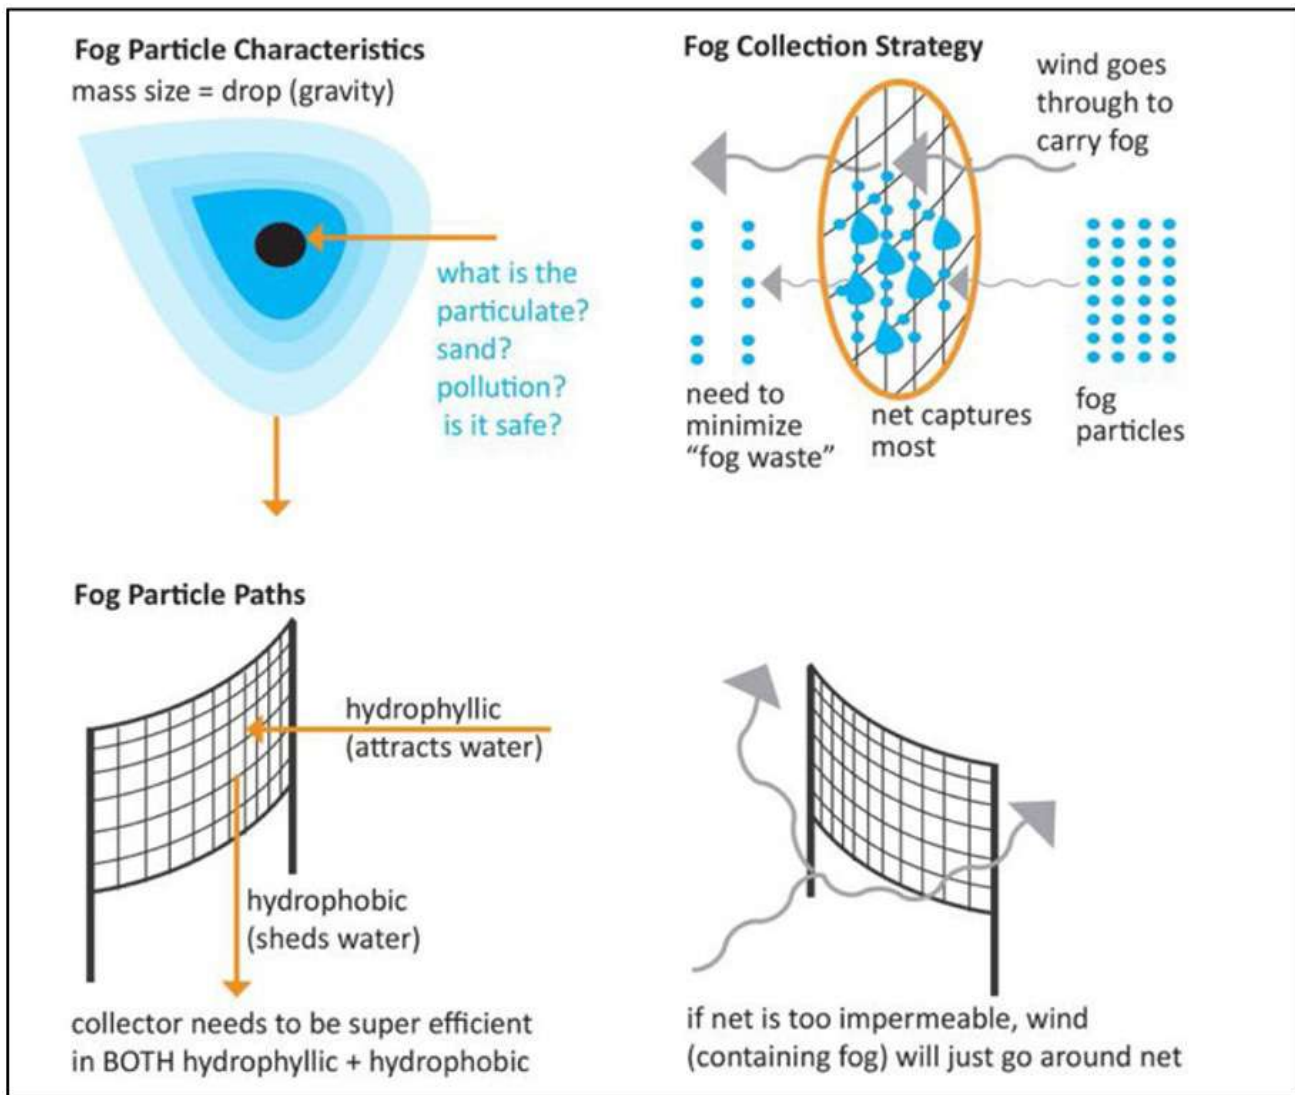 Fog Particle Characteristics
mass size = drop (gravity)
what is the
particulate?
sand?
pollution?
is it safe?
Fog Collection Strategy
wind goes
through to
carry fog
need to
minimize
“fog waste”
net captures
most
fog
particles
Fog Particle Paths
hydrophyllic
(attracts water)
hydrophobic
(sheds water)
collector needs to be super efficient
in BOTH hydrophyllic + hydrophobic
if net is too impermeable, wind
(containing fog) will just go around net